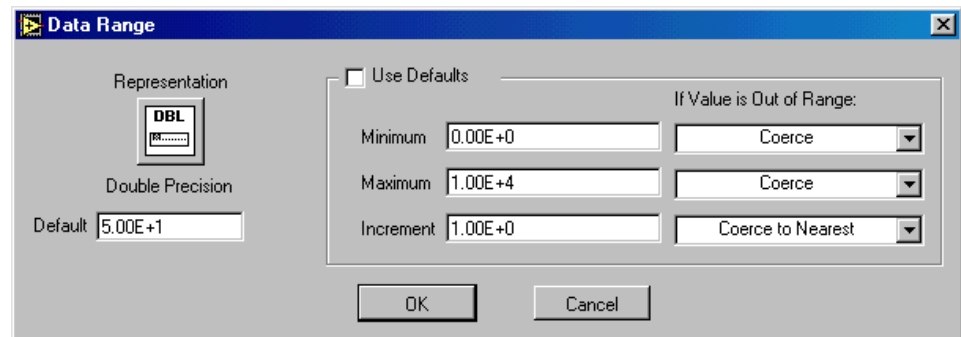 Data Range
Representation
DBL
Double Precision
Default 5.00E+1
Use Defaults
If Value is Out of Range:
Minimum 0.00E+0 Coerce
Maximum 1.00E+4 Coerce
Increment 1.00E+0 Coerce to Nearest
OK Cancel